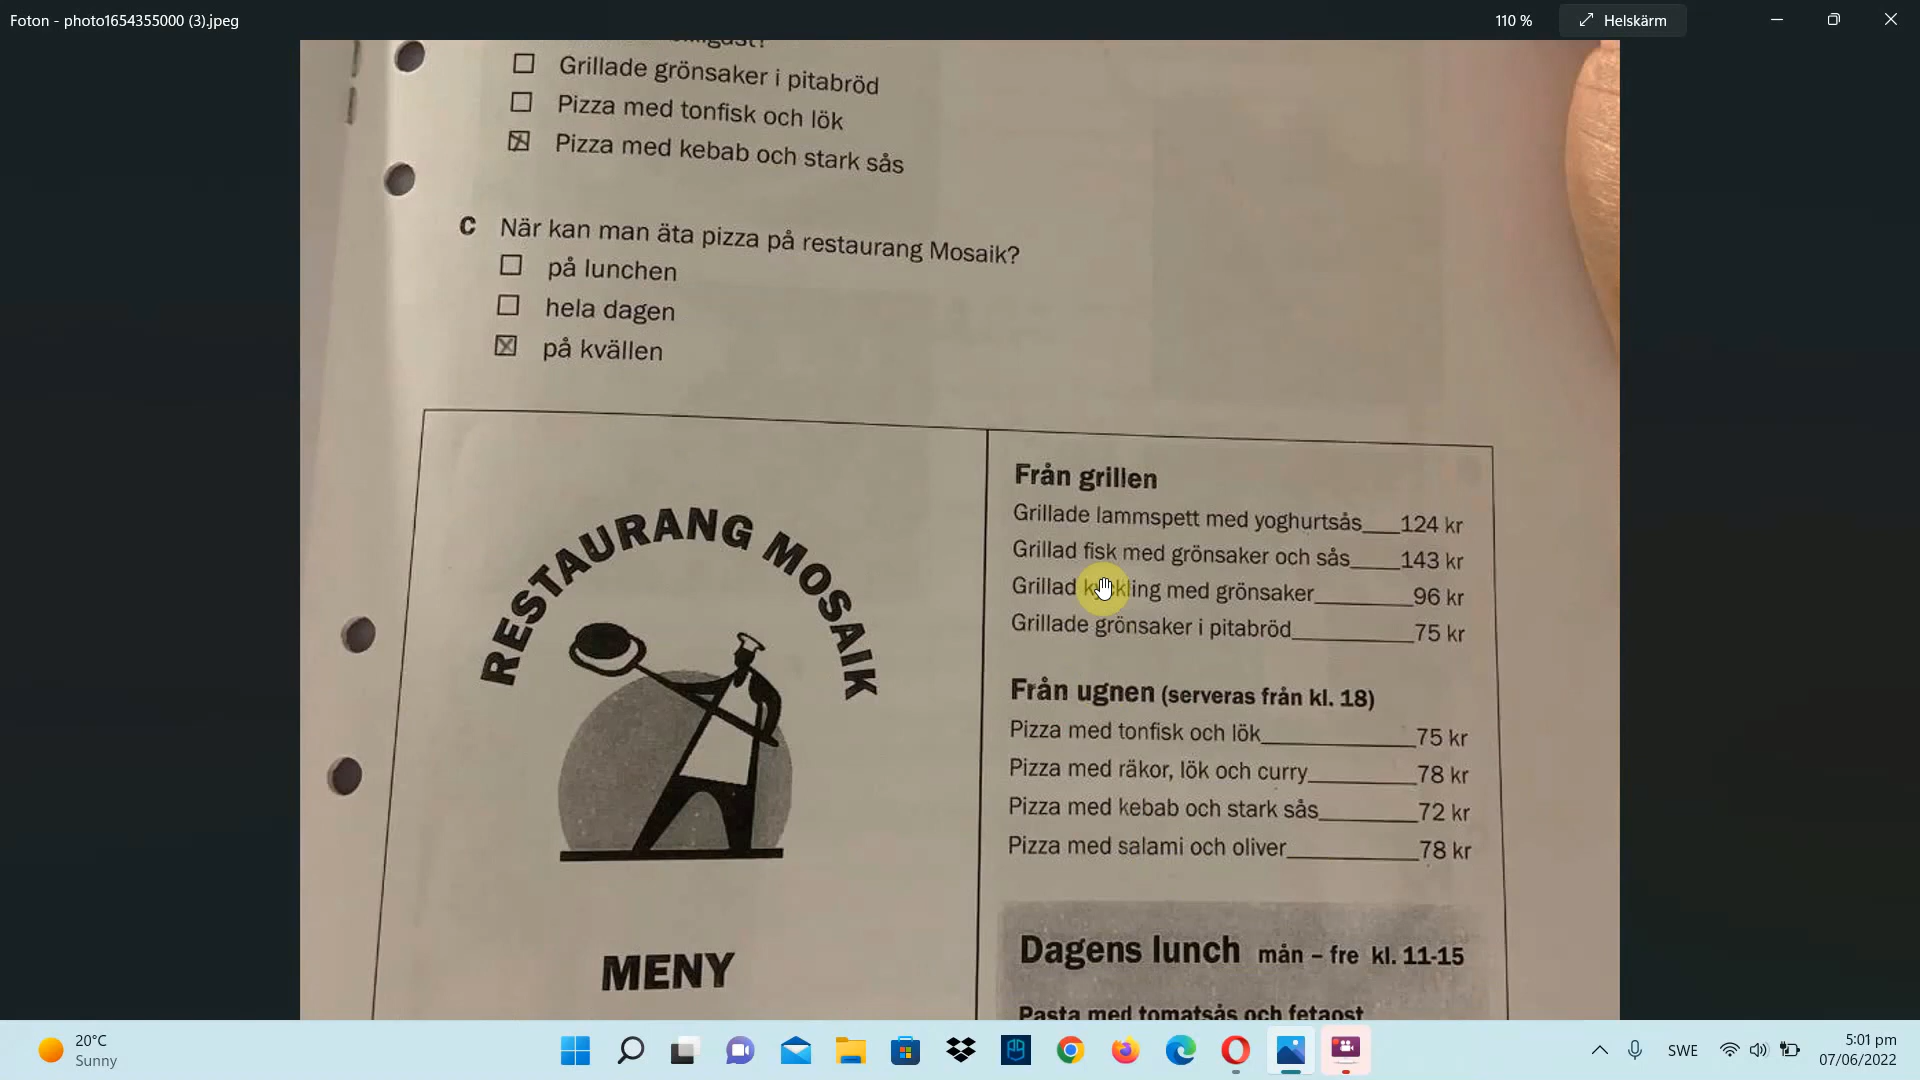 Foton - photo1654355000 (3).jpeg
110 %
Helskärm
Grillade grönsaker i pitabröd
Pizza med tonfisk och lök
Pizza med kebab och stark sås
C När kan man äta pizza på restaurang Mosaik?
på lunchen
hela dagen
på kvällen
RESTAURANG MOSAIK
MENY
Från grillen
Grillade lammspett med yoghurtsås 124 kr
Grillad fisk med grönsaker och sås 143 kr
Grillad kyckling med grönsaker 96 kr
Grillade grönsaker i pitabröd 75 kr
Från ugnen (serveras från kl. 18)
Pizza med tonfisk och lök 75 kr
Pizza med räkor, lök och curry 78 kr
Pizza med kebab och stark sås 72 kr
Pizza med salami och oliver 78 kr
Dagens lunch mån – fre kl. 11-15
Pasta med tomatsås och fetaost
20°C
Sunny
SWE
5:01 pm
07/06/2022